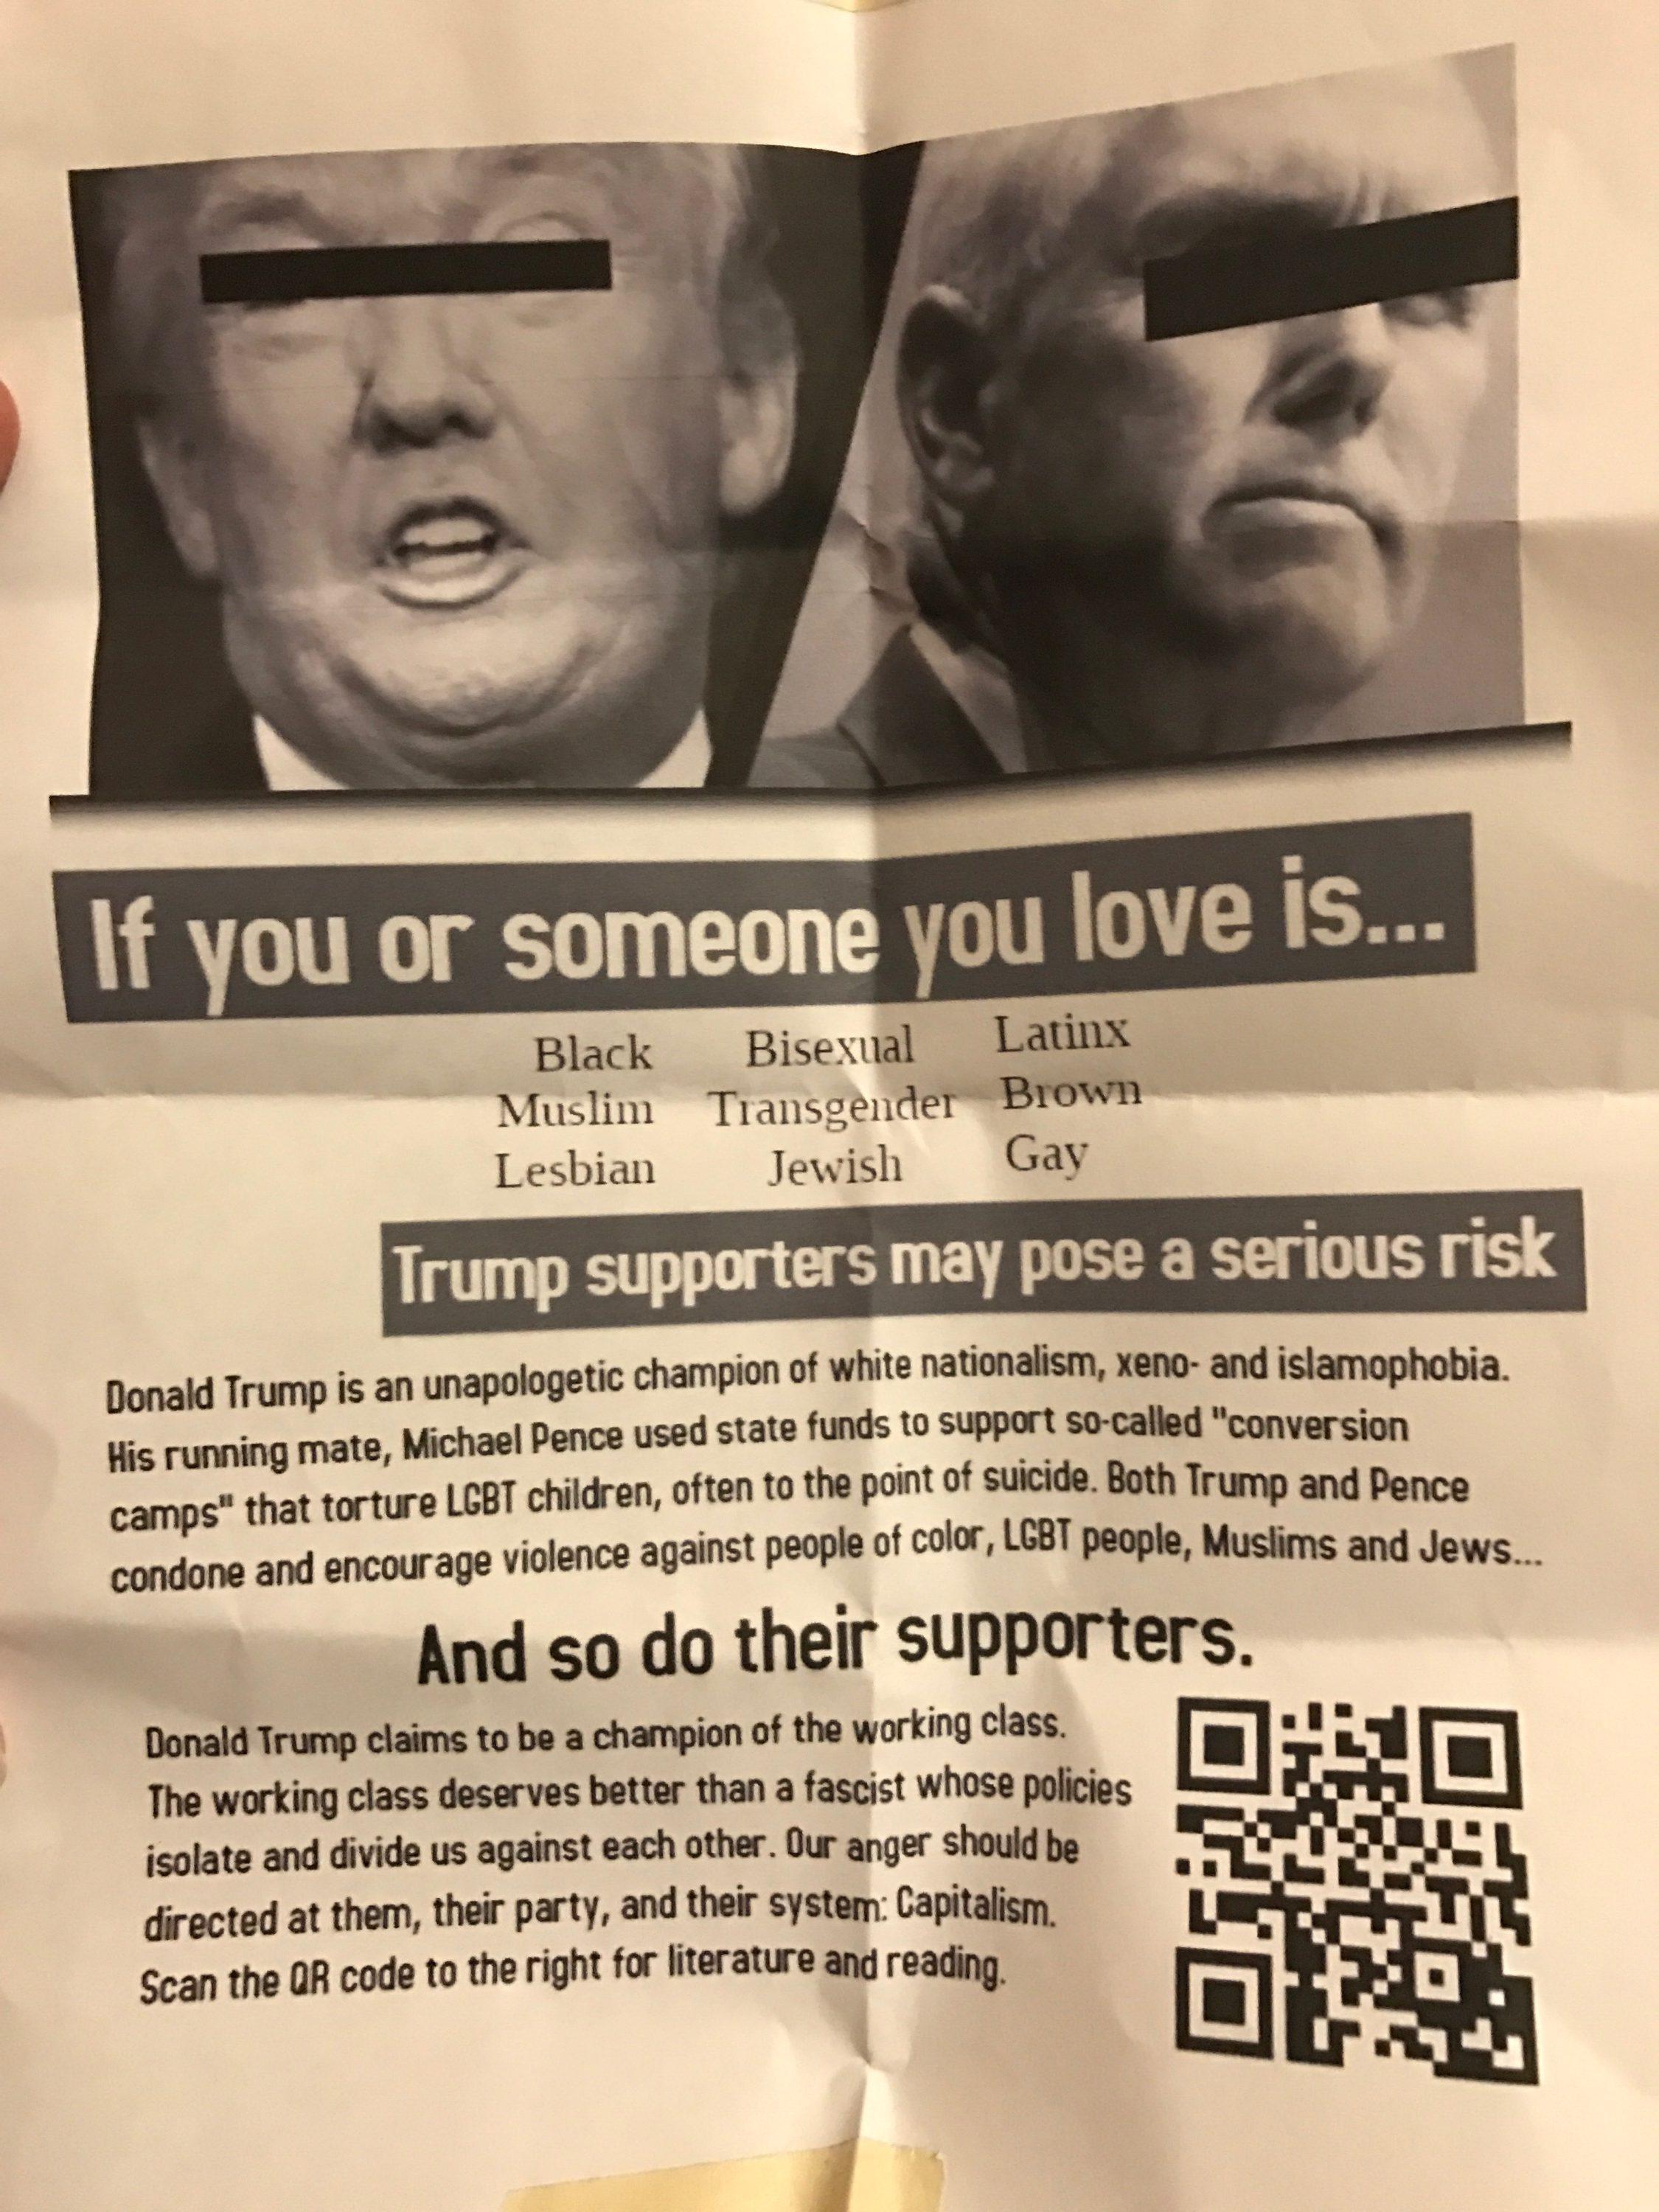 If you or someone you love is...
Black Bisexual Latinx
Muslim Transgender Brown
Lesbian Jewish Gay
Trump supporters may pose a serious risk
Donald Trump is an unapologetic champion of white nationalism, xeno- and islamophobia.
His running mate, Michael Pence used state funds to support so-called "conversion
camps" that torture LGBT children, often to the point of suicide. Both Trump and Pence
condone and encourage violence against people of color, LGBT people, Muslims and Jews...
And so do their supporters.
Donald Trump claims to be a champion of the working class.
The working class deserves better than a fascist whose policies
isolate and divide us against each other. Our anger should be
directed at them, their party, and their system: Capitalism.
Scan the QR code to the right for literature and reading.